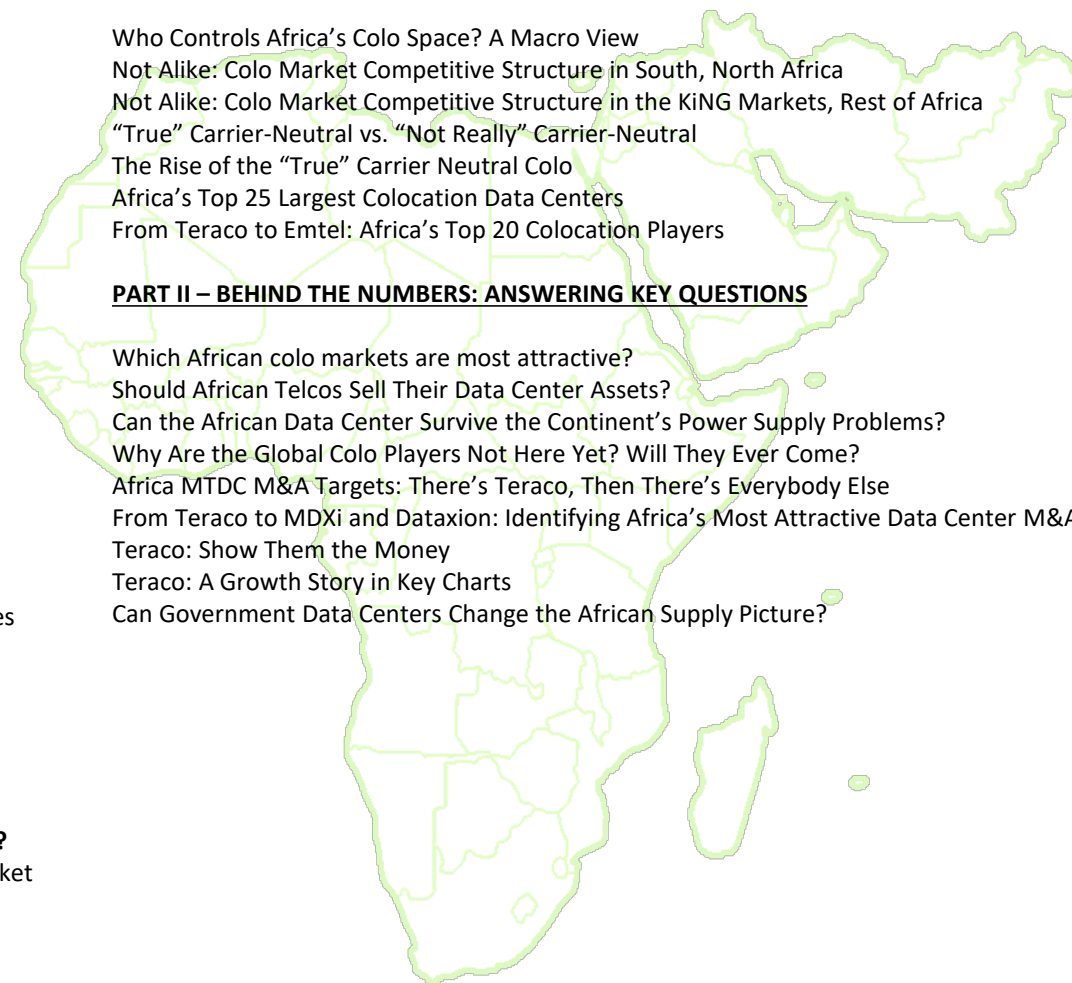 Who Controls Africa’s Colo Space? A Macro View
Not Alike: Colo Market Competitive Structure in South, North Africa
Not Alike: Colo Market Competitive Structure in the KiNG Markets, Rest of Africa
“True” Carrier-Neutral vs. “Not Really” Carrier-Neutral
The Rise of the “True” Carrier Neutral Colo
Africa’s Top 25 Largest Colocation Data Centers
From Teraco to Emtel: Africa’s Top 20 Colocation Players
PART II – BEHIND THE NUMBERS: ANSWERING KEY QUESTIONS
Which African colo markets are most attractive?
Should African Telcos Sell Their Data Center Assets?
Can the African Data Center Survive the Continent’s Power Supply Problems?
Why Are the Global Colo Players Not Here Yet? Will They Ever Come?
Africa MTDC M&A Targets: There’s Teraco, Then There’s Everybody Else
From Teraco to MDXi and Dataxion: Identifying Africa’s Most Attractive Data Center M&A
Teraco: Show Them the Money
Teraco: A Growth Story in Key Charts
es
Can Government Data Centers Change the African Supply Picture?
?
ket